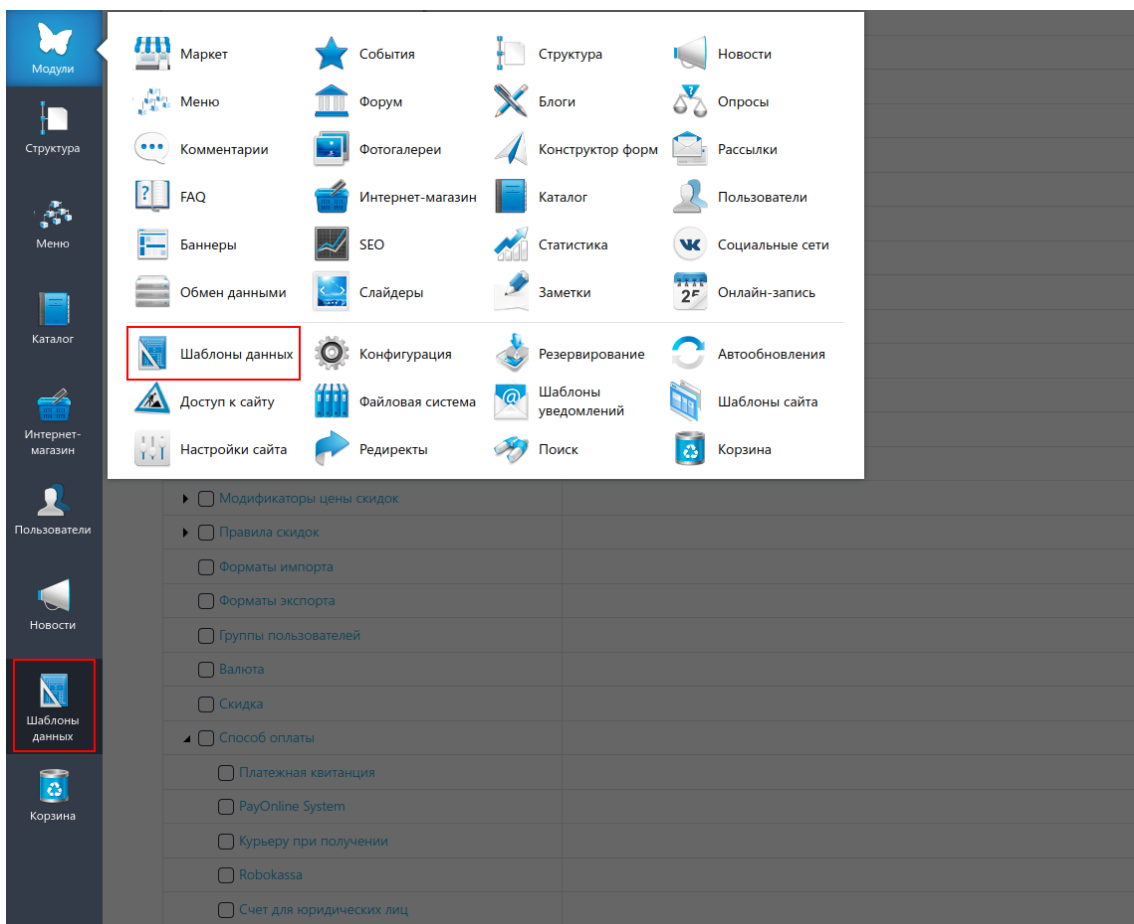 Модули
Структура
Меню
Каталог
Интернет-
магазин
Пользователи
Новости
Шаблоны
данных
Корзина
Маркет События Структура Новости
Меню Форум Блоги Опросы
Комментарии Фотогалереи Конструктор форм Рассылки
FAQ Интернет-магазин Каталог Пользователи
Баннеры SEO Статистика Социальные сети
Обмен данными Слайдеры Заметки Онлайн-запись
Шаблоны данных Конфигурация Резервирование Автообновления
Доступ к сайту Файловая система Шаблоны
уведомлений Шаблоны сайта
Настройки сайта Редиректы Поиск Корзина
Модификаторы цены скидок
Правила скидок
Форматы импорта
Форматы экспорта
Группы пользователей
Валюта
Скидка
Способ оплаты
Платежная квитанция
PayOnline System
Курьеру при получении
Robokassa
Счет для юридических лиц